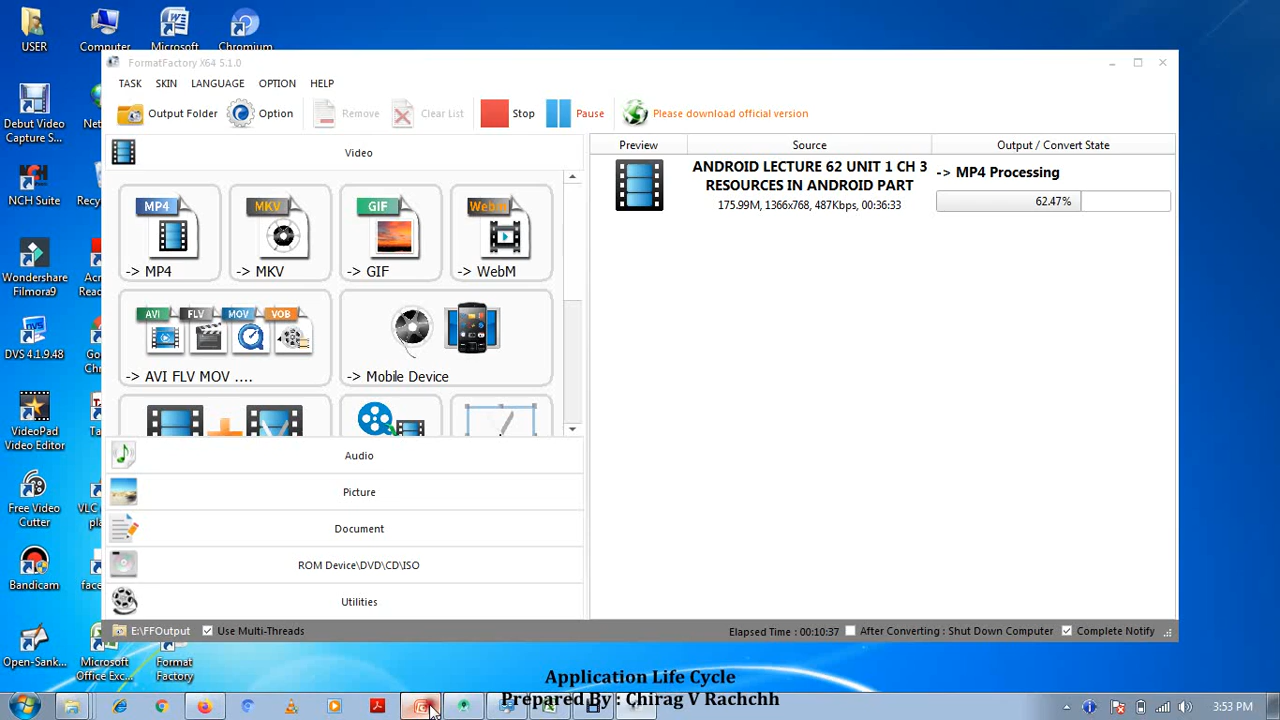 USER
Computer
Microsoft
Chromium
FormatFactory X64 5.1.0
TASK SKIN LANGUAGE OPTION HELP
Output Folder Option Remove Clear List Stop Pause Please download official version
Video
Preview Source Output / Convert State
MP4 MKV GIF
-> MP4 -> MKV -> GIF -> WebM
AVI FLV MOV VOB
-> AVI FLV MOV ....
-> Mobile Device
ANDROID LECTURE 62 UNIT 1 CH 3
RESOURCES IN ANDROID PART
175.99M, 1366x768, 487Kbps, 00:36:33
-> MP4 Processing
62.47%
Audio
Picture
Document
ROM Device\DVD\CD\ISO
Utilities
E:\FFOutput Use Multi-Threads Elapsed Time : 00:10:37 After Converting : Shut Down Computer Complete Notify
Debut Video
Capture S...
NCH Suite
Wondershare
Filmora9
DVS 4.1.9.48
VideoPad
Video Editor
Free Video
Cutter
Bandicam
Open-Sank...
Microsoft
Office Exc...
Format
Factory
Application Life Cycle
Prepared By : Chirag V Rachchh
3:53 PM